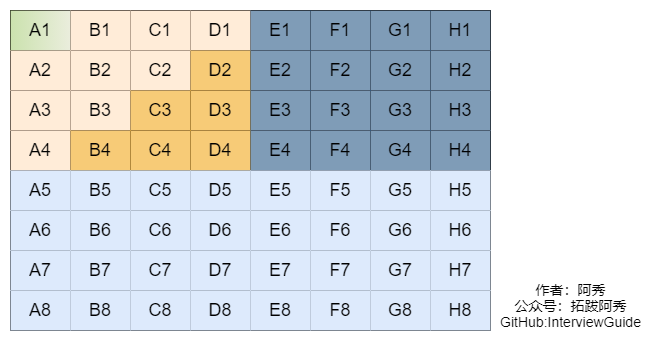 A1 B1 C1 D1 E1 F1 G1 H1
A2 B2 C2 D2 E2 F2 G2 H2
A3 B3 C3 D3 E3 F3 G3 H3
A4 B4 C4 D4 E4 F4 G4 H4
A5 B5 C5 D5 E5 F5 G5 H5
A6 B6 C6 D6 E6 F6 G6 H6
A7 B7 C7 D7 E7 F7 G7 H7
A8 B8 C8 D8 E8 F8 G8 H8
作者：阿秀
公众号：拓跋阿秀
GitHub:InterviewGuide